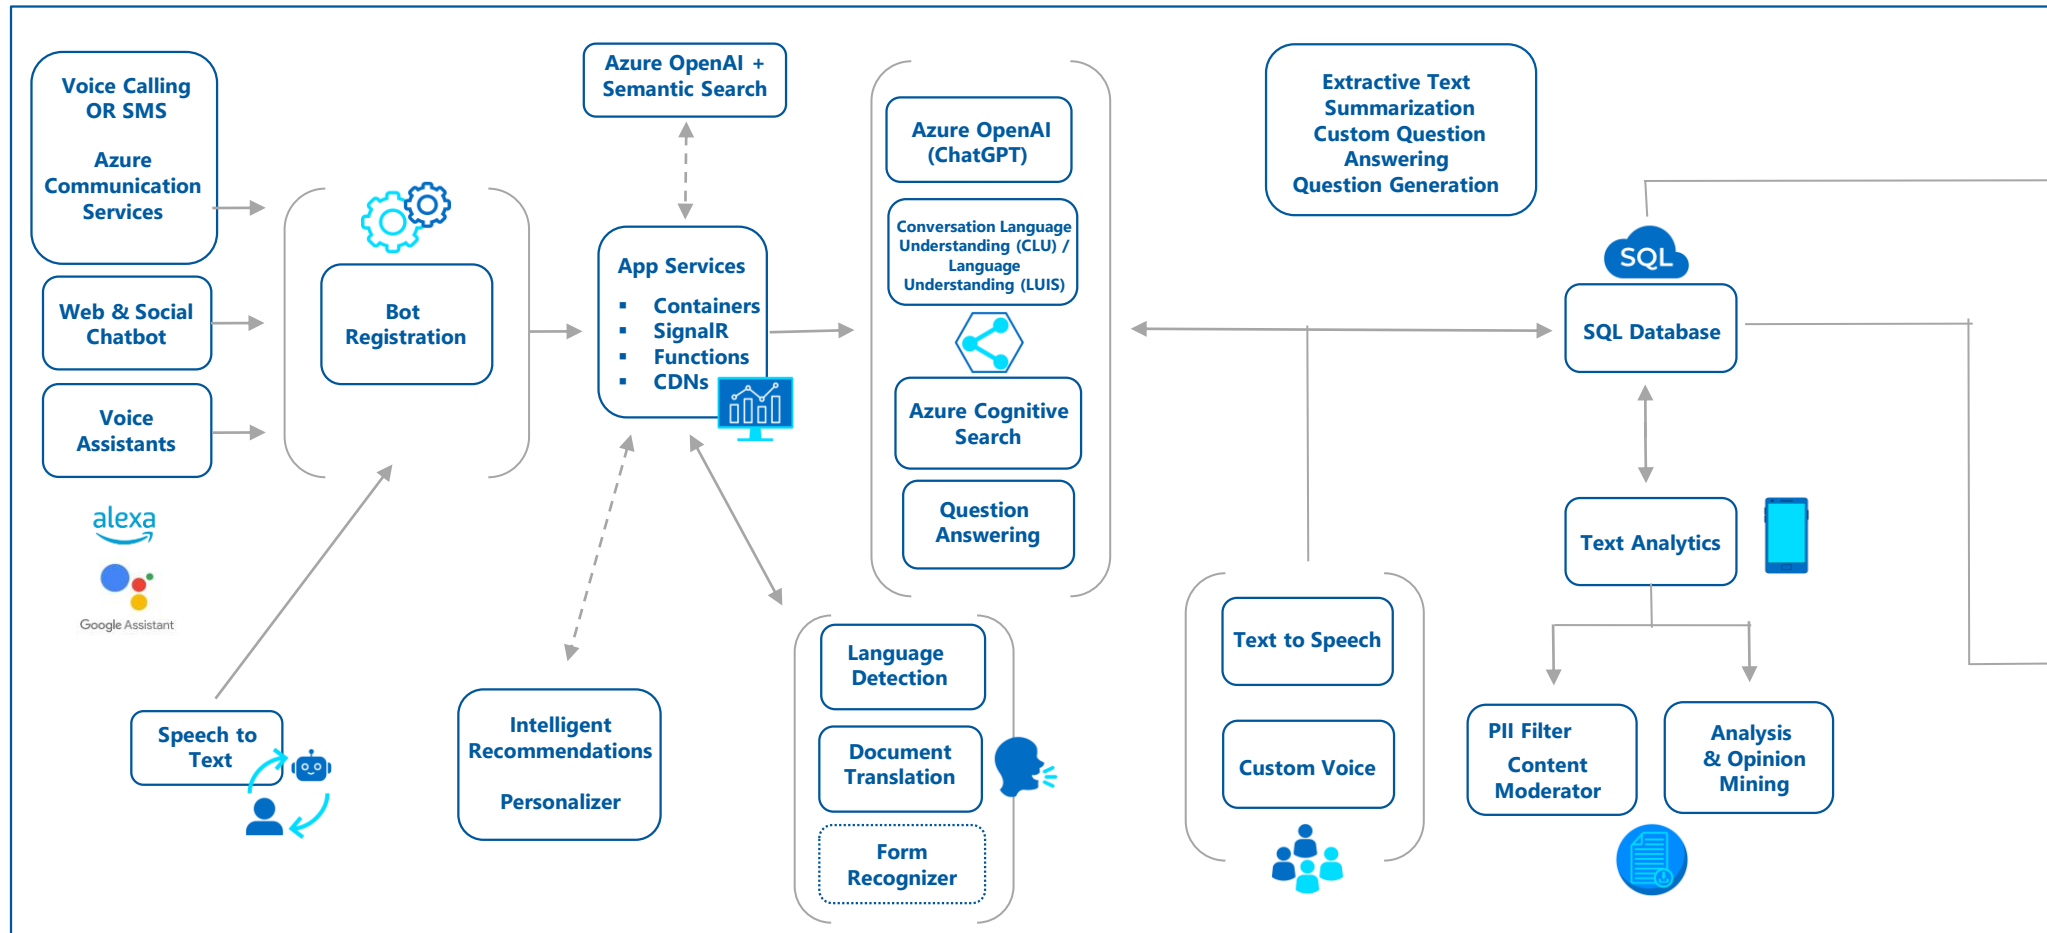 Voice Calling
OR SMS
Azure
Communication
Services
Web & Social
Chatbot
Voice
Assistants
alexa
Google Assistant
Speech to
Text
Bot
Registration
Azure OpenAI +
Semantic Search
App Services
▪ Containers
▪ SignalR
▪ Functions
▪ CDNs
Intelligent
Recommendations
Personalizer
Azure OpenAI
(ChatGPT)
Conversation Language
Understanding (CLU) /
Language
Understanding (LUIS)
Azure Cognitive
Search
Question
Answering
Language
Detection
Document
Translation
Form
Recognizer
Extractive Text
Summarization
Custom Question
Answering
Question Generation
Text to Speech
Custom Voice
SQL
SQL Database
Text Analytics
PII Filter
Content
Moderator
Analysis
& Opinion
Mining